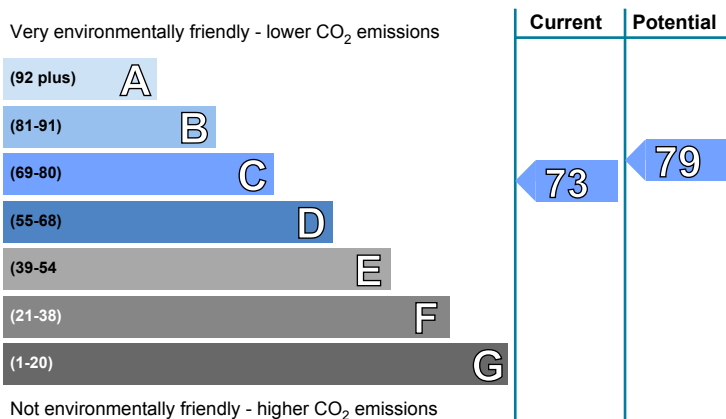 Current Potential
Very environmentally friendly - lower CO2 emissions
(92 plus) A
(81-91) B
(69-80) C
73 79
(55-68) D
(39-54 E
(21-38) F
(1-20) G
Not environmentally friendly - higher CO2 emissions